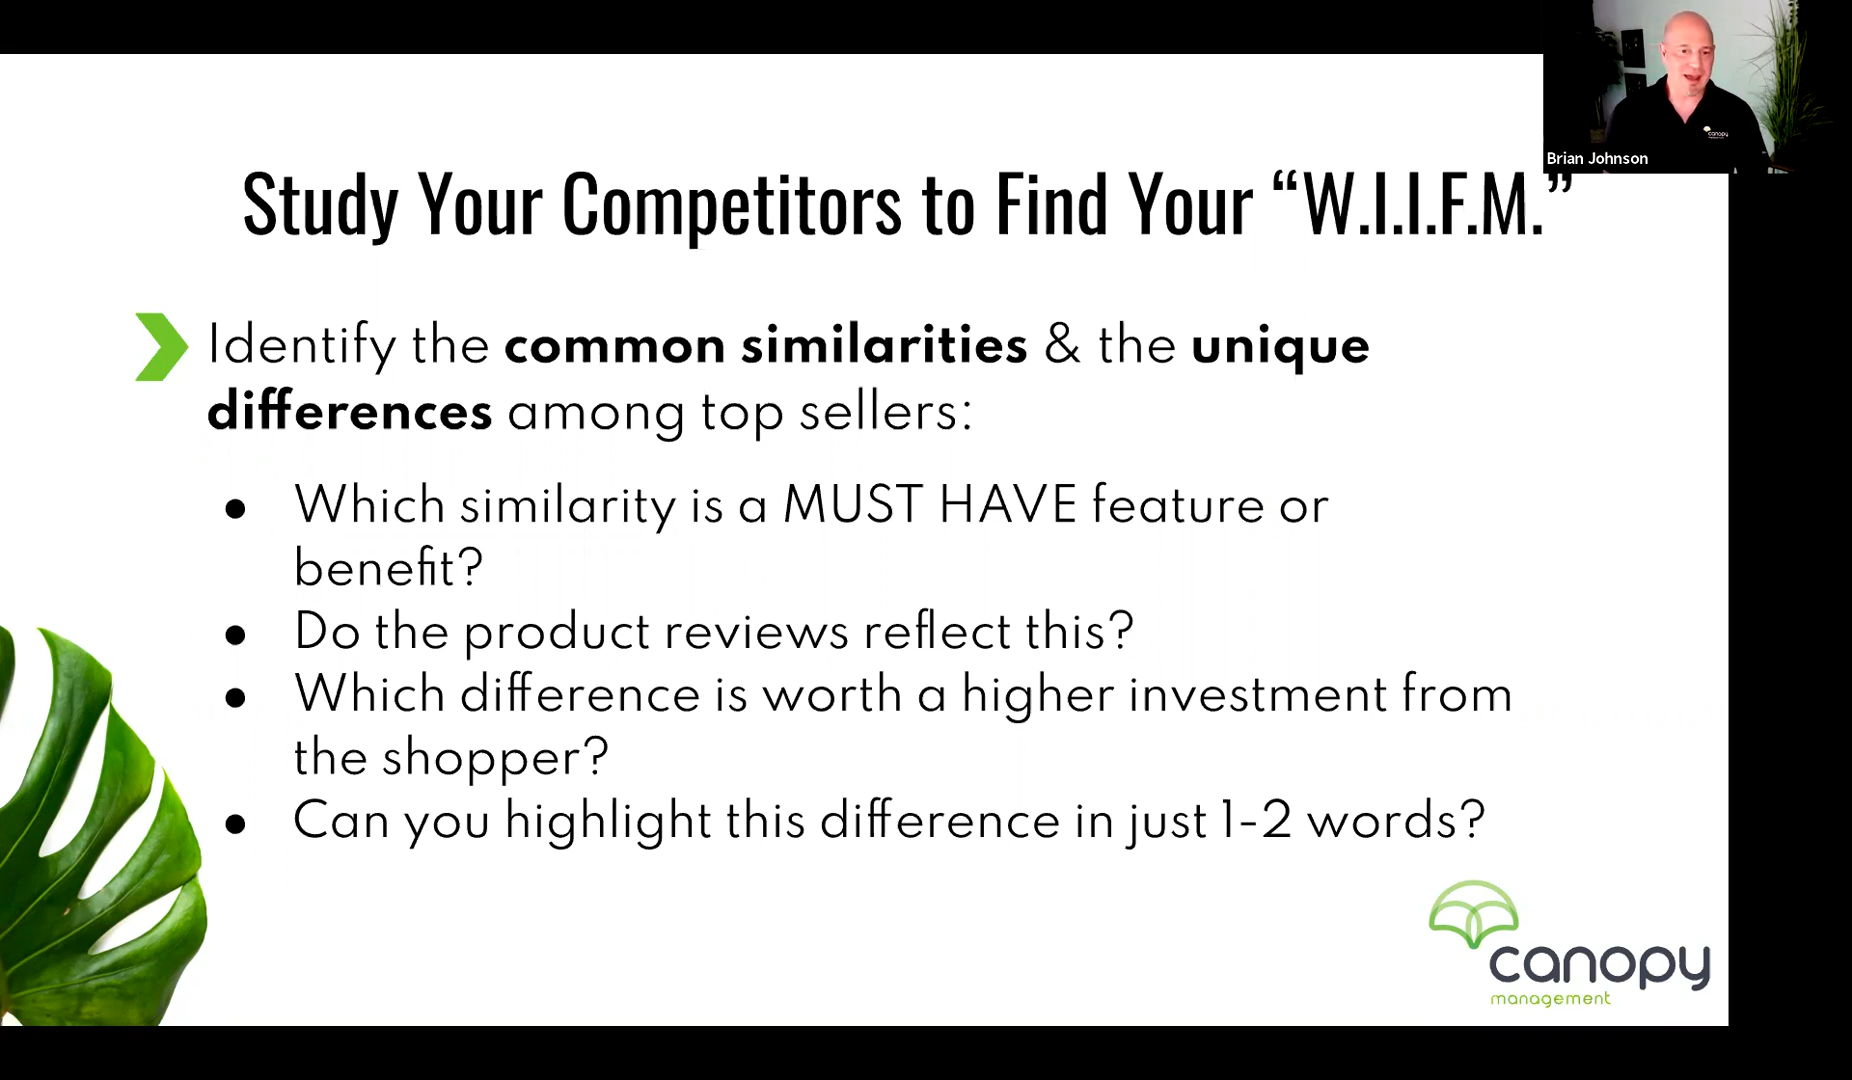 canopy
Brian Johnson
Study Your Competitors to Find Your “W.I.I.F.M.”
Identify the common similarities & the unique
differences among top sellers:
● Which similarity is a MUST HAVE feature or
benefit?
● Do the product reviews reflect this?
● Which difference is worth a higher investment from
the shopper?
● Can you highlight this difference in just 1-2 words?
canopy
management